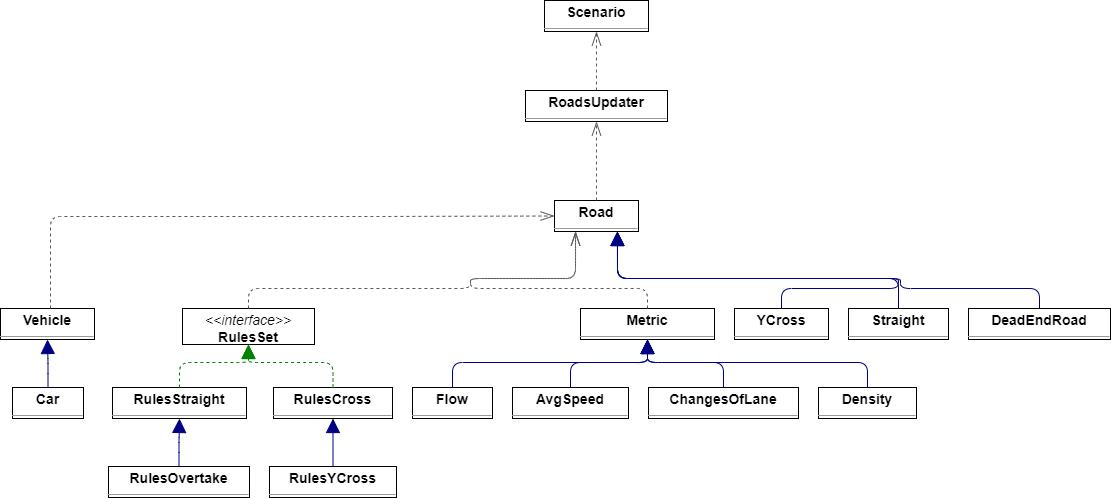 Scenario
RoadsUpdater
Road
Vehicle
<<interface>>
RulesSet
Metric
YCross
Straight
DeadEndRoad
Car
RulesStraight
RulesCross
Flow
AvgSpeed
ChangesOfLane
Density
RulesOvertake
RulesYCross